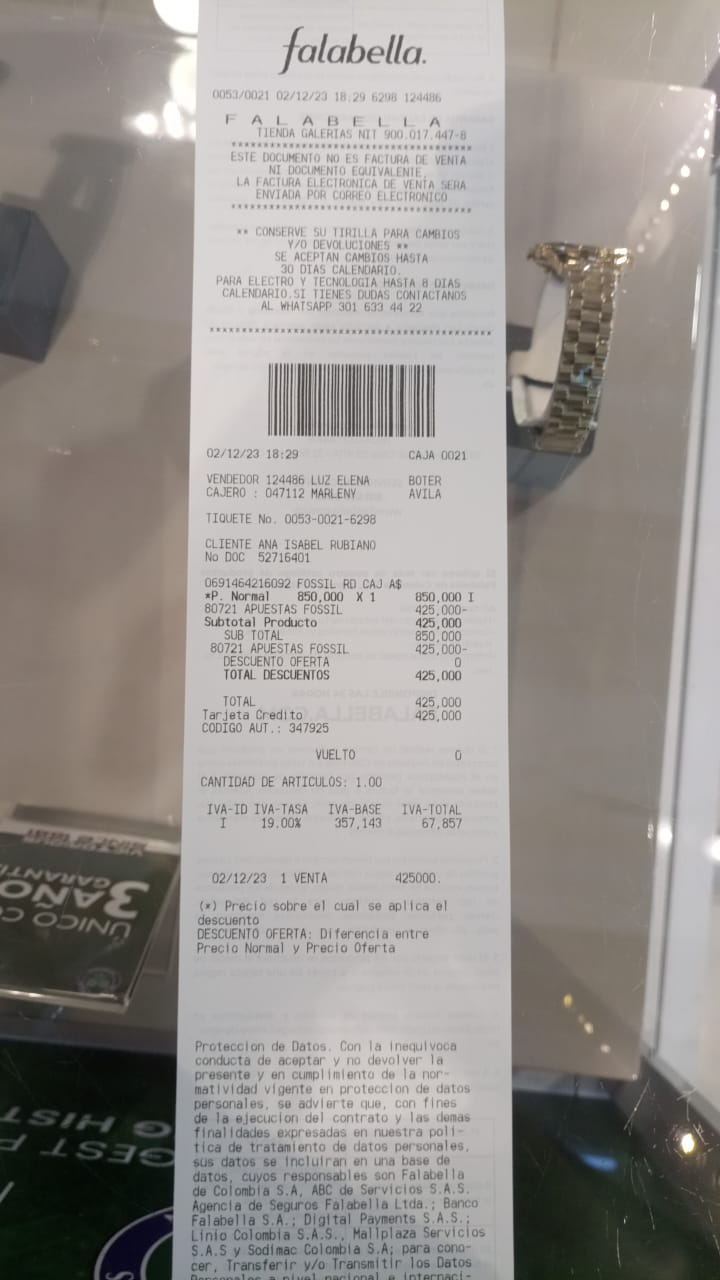 falabella.
0053/0021 02/12/23 18:29 6298 124486
F A L A B E L L A
TIENDA GALERIAS NIT 900.017.447-8
******************************************
ESTE DOCUMENTO NO ES FACTURA DE VENTA
NI DOCUMENTO EQUIVALENTE,
LA FACTURA ELECTRONICA DE VENTA SERA
ENVIADA POR CORREO ELECTRONICO
******************************************
** CONSERVE SU TIRILLA PARA CAMBIOS
Y/O DEVOLUCIONES **
SE ACEPTAN CAMBIOS HASTA
30 DIAS CALENDARIO.
PARA ELECTRO Y TECNOLOGIA HASTA 8 DIAS
CALENDARIO.SI TIENES DUDAS CONTACTANOS
AL WHATSAPP 301 633 44 22
******************************************
02/12/23 18:29 CAJA 0021
VENDEDOR 124486 LUZ ELENA BOTER
CAJERO : 047112 MARLENY AVILA
TIQUETE No. 0053-0021-6298
CLIENTE ANA ISABEL RUBIANO
No DOC 52716401
0691464216092 FOSSIL RD CAJ A$
*P. Normal 850,000 X 1 850,000 I
80721 APUESTAS FOSSIL 425,000-
Subtotal Producto 425,000
SUB TOTAL 850,000
80721 APUESTAS FOSSIL 425,000-
DESCUENTO OFERTA 0
TOTAL DESCUENTOS 425,000
TOTAL 425,000
Tarjeta Credito 425,000
CODIGO AUT.: 347925
VUELTO 0
CANTIDAD DE ARTICULOS: 1.00
IVA-ID IVA-TASA IVA-BASE IVA-TOTAL
I 19.00% 357,143 67,857
02/12/23 1 VENTA 425000.
(*) Precio sobre el cual se aplica el
descuento
DESCUENTO OFERTA: Diferencia entre
Precio Normal y Precio Oferta
Proteccion de Datos. Con la inequivoca
conducta de aceptar y no devolver la
presente y en cumplimiento de la nor-
matividad vigente en proteccion de datos
personales, se advierte que, con fines
de la ejecucion del contrato y las demas
finalidades expresadas en nuestra poli-
tica de tratamiento de datos personales,
sus datos se incluiran en una base de
datos, cuyos responsables son Falabella
de Colombia S.A, ABC de Servicios S.A.S.
Agencia de Seguros Falabella Ltda.; Banco
Falabella S.A.; Digital Payments S.A.S.;
Linio Colombia S.A.S., Mallplaza Servicios
S.A.S y Sodimac Colombia S.A; para cono-
cer, Transferir y/o Transmitir los Datos
Personales a nivel nacional e internaci-
3 AÑOS
GARANTÍ
ÚNICO CO
GEST P
G HIST